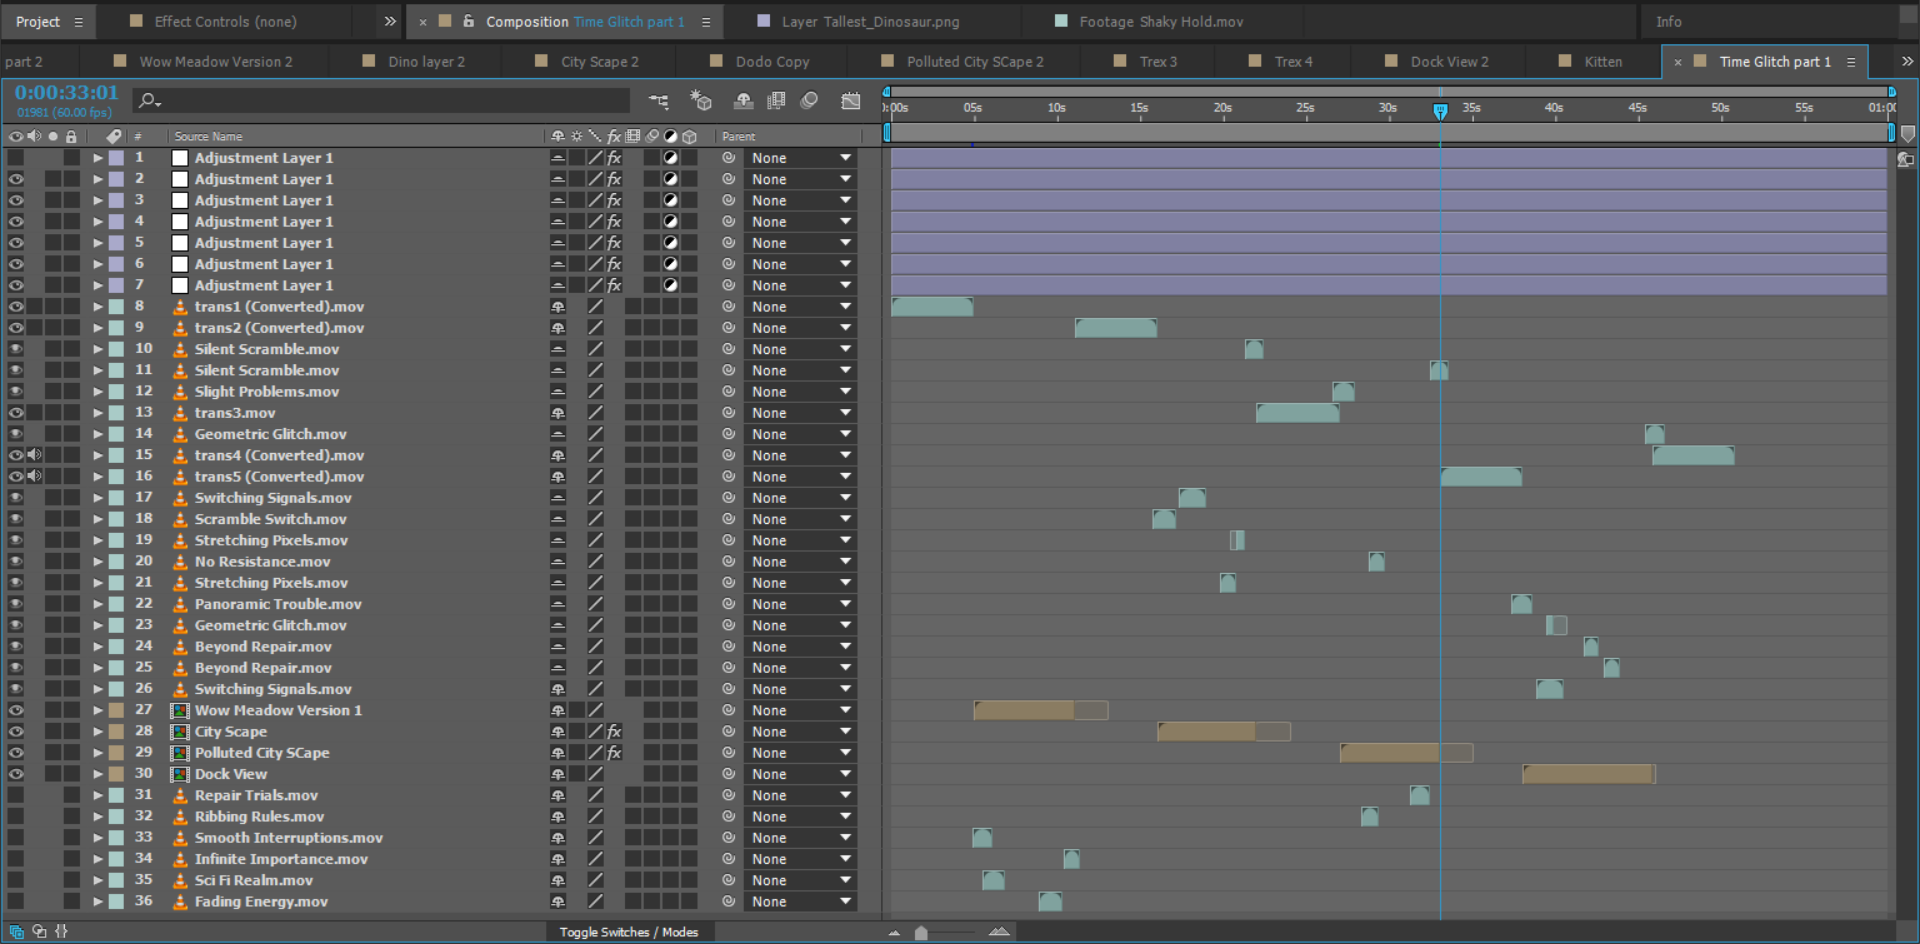 Project
Effect Controls (none)
Composition Time Glitch part 1
Layer Tallest_Dinosaur.png
Footage Shaky Hold.mov
Info
part 2
Wow Meadow Version 2
Dino layer 2
City Scape 2
Dodo Copy
Polluted City SCape 2
Trex 3
Trex 4
Dock View 2
Kitten
Time Glitch part 1
0:00:33:01
01981 (60.00 fps)
):00s 05s 10s 15s 20s 25s 30s 35s 40s 45s 50s 55s 01:00
# Source Name fx Parent
1 Adjustment Layer 1 fx None
2 Adjustment Layer 1 fx None
3 Adjustment Layer 1 fx None
4 Adjustment Layer 1 fx None
5 Adjustment Layer 1 fx None
6 Adjustment Layer 1 fx None
7 Adjustment Layer 1 fx None
8 trans1 (Converted).mov None
9 trans2 (Converted).mov None
10 Silent Scramble.mov None
11 Silent Scramble.mov None
12 Slight Problems.mov None
13 trans3.mov None
14 Geometric Glitch.mov None
15 trans4 (Converted).mov None
16 trans5 (Converted).mov None
17 Switching Signals.mov None
18 Scramble Switch.mov None
19 Stretching Pixels.mov None
20 No Resistance.mov None
21 Stretching Pixels.mov None
22 Panoramic Trouble.mov None
23 Geometric Glitch.mov None
24 Beyond Repair.mov None
25 Beyond Repair.mov None
26 Switching Signals.mov None
27 Wow Meadow Version 1 None
28 City Scape fx None
29 Polluted City SCape fx None
30 Dock View None
31 Repair Trials.mov None
32 Ribbing Rules.mov None
33 Smooth Interruptions.mov None
34 Infinite Importance.mov None
35 Sci Fi Realm.mov None
36 Fading Energy.mov None
Toggle Switches / Modes